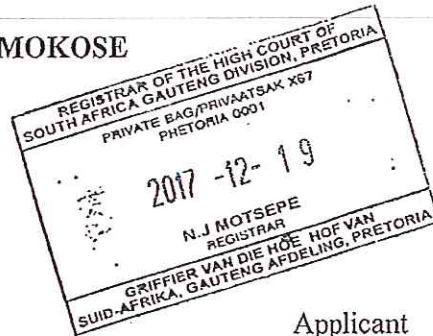 MOKOSE
REGISTRAR OF THE HIGH COURT OF
SOUTH AFRICA GAUTENG DIVISION, PRETORIA
PRIVATE BAG/PRIVAATSAK X67
PRETORIA 0001
2017 -12- 19
N.J MOTSEPE
REGISTRAR
GRIFFIER VAN DIE HOË HOF VAN
SUID-AFRIKA, GAUTENG AFDELING, PRETORIA
Applicant